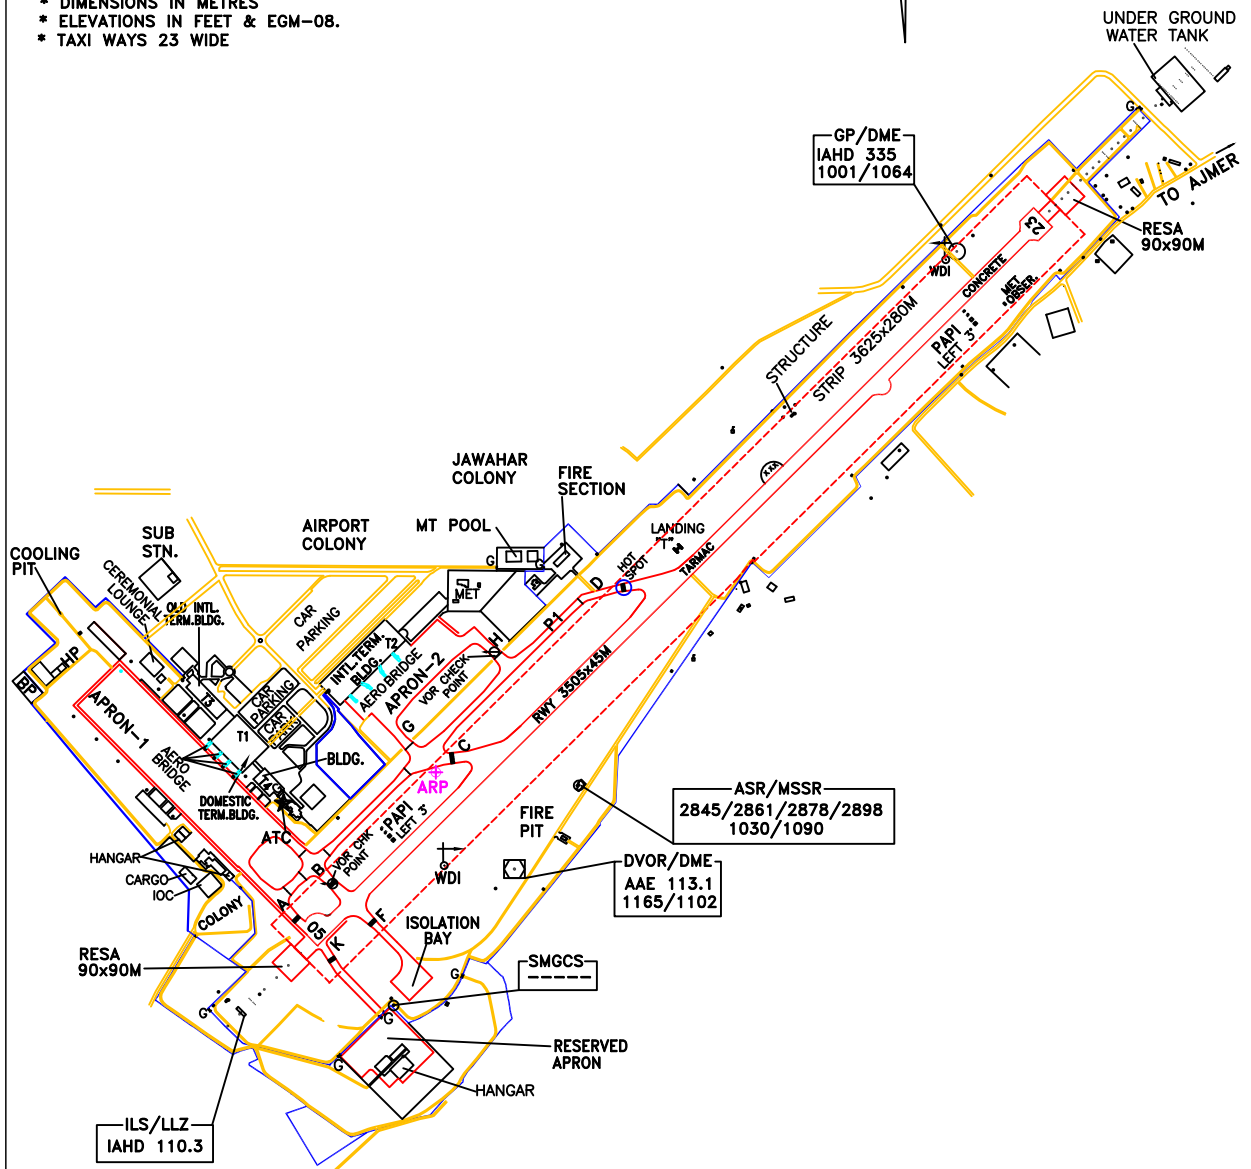 * DIMENSIONS IN METRES
* ELEVATIONS IN FEET & EGM-08.
* TAXI WAYS 23 WIDE
UNDER GROUND
WATER TANK
G
GP/DME
IAHD 335
1001/1064
TO AJMER
RESA
90x90M
23
WDI
CONCRETE
MET
OBSER.
PAPI
LEFT 3°
STRIP 3625x280M
STRUCTURE
JAWAHAR
COLONY
FIRE
SECTION
MT POOL
AIRPORT
COLONY
SUB
STN.
COOLING
PIT
CEREMONIAL
LOUNGE
OLD INTL.
TERM.BLDG.
CAR
PARKING
G
G
MET
LANDING
"T"
HOT
SPOT
TARMAC
D
P1
H
HP
BP
APRON-1
T3
CAR
PARKING
CAR
PARK
T1
INTL.TERM.
BLDG.
T2
AERO BRIDGE
APRON-2
VOR CHECK
POINT
G
C
RWY 3505x45M
AERO
BRIDGE
BLDG.
T4
DOMESTIC
TERM.BLDG.
ATC
ARP
PAPI
LEFT 3°
VOR CHK
POINT
B
WDI
FIRE
PIT
ASR/MSSR
2845/2861/2878/2898
1030/1090
DVOR/DME
AAE 113.1
1165/1102
HANGAR
CARGO
IOC
COLONY
A
05
K
F
ISOLATION
BAY
RESA
90x90M
SMGCS
G
G
G
G
RESERVED
APRON
HANGAR
ILS/LLZ
IAHD 110.3